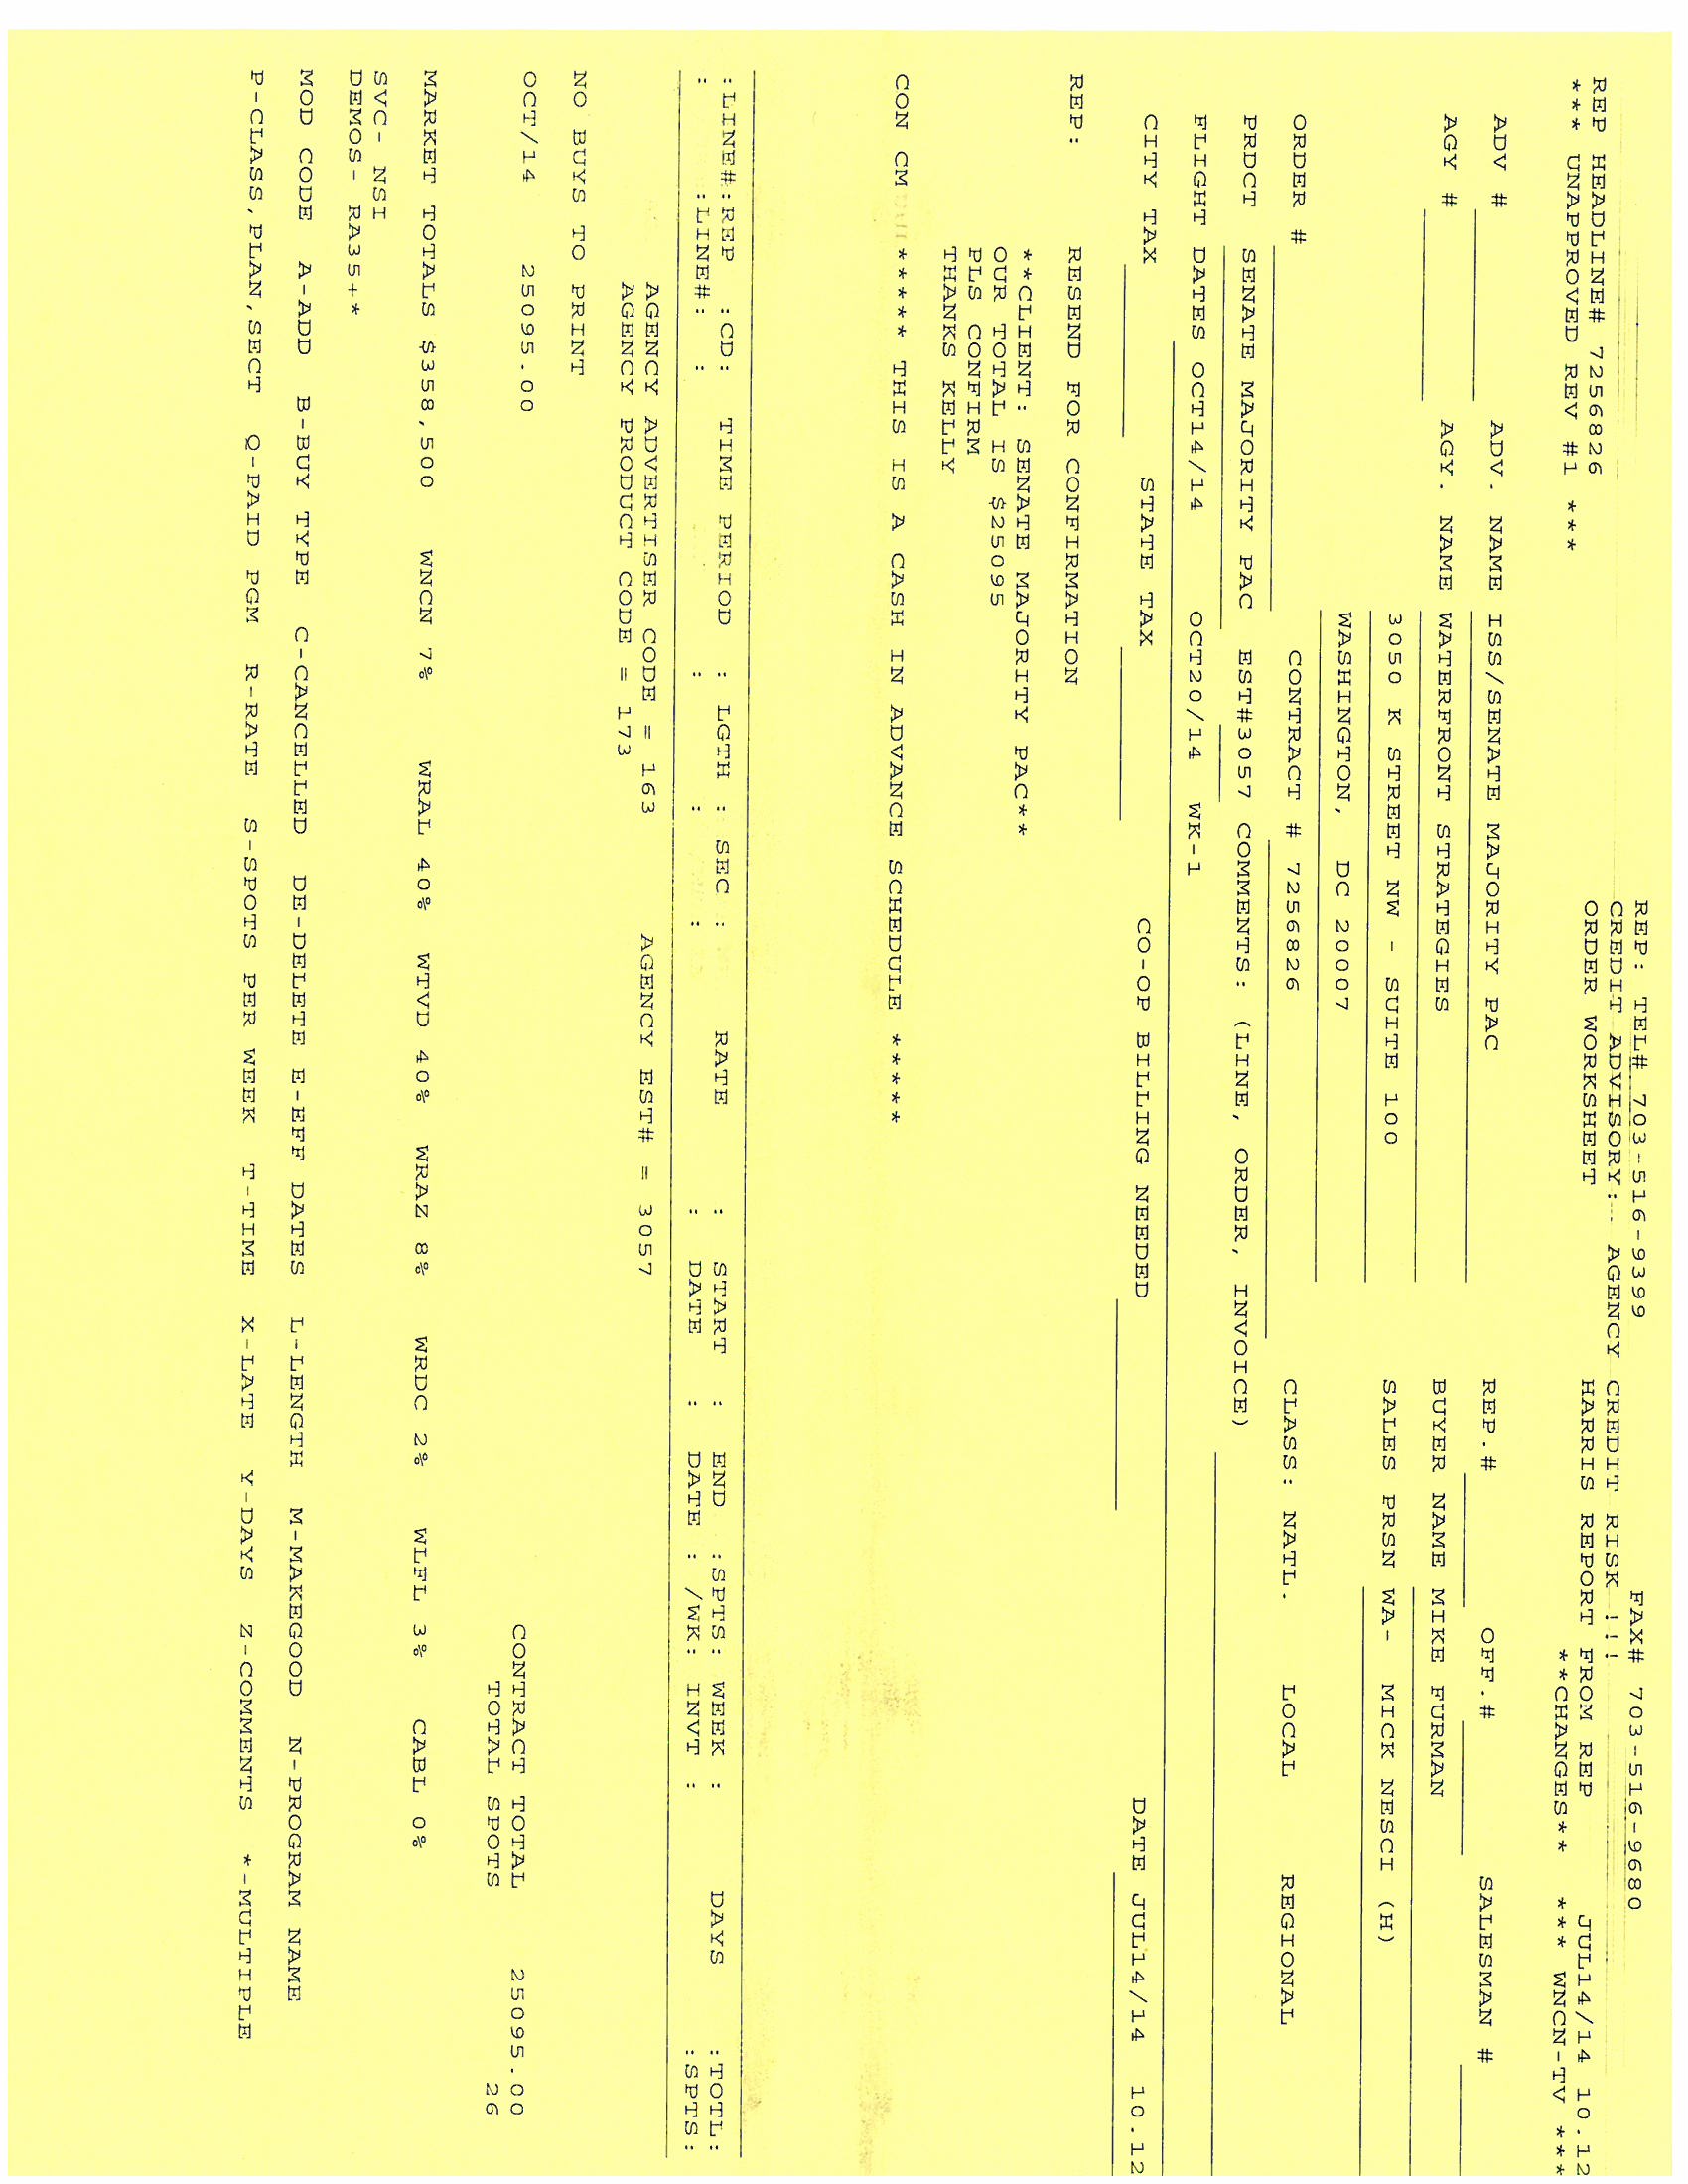 REP: TEL# 703-516-9399 FAX# 703-516-9680
CREDIT ADVISORY: AGENCY CREDIT RISK !!!
REP HEADLINE# 7256826 ORDER WORKSHEET HARRIS REPORT FROM REP JUL14/14 10.12
*** UNAPPROVED REV #1 *** **CHANGES** *** WNCN-TV ***
ADV # ADV. NAME ISS/SENATE MAJORITY PAC REP.# OFF.# SALESMAN #
AGY # AGY. NAME WATERFRONT STRATEGIES BUYER NAME MIKE FURMAN
3050 K STREET NW - SUITE 100 SALES PRSN WA- MICK NESCI (H)
WASHINGTON, DC 20007
ORDER # CONTRACT # 7256826 CLASS: NATL. LOCAL REGIONAL
PRDCT SENATE MAJORITY PAC EST#3057 COMMENTS: (LINE, ORDER, INVOICE)
FLIGHT DATES OCT14/14 OCT20/14 WK-1
CITY TAX STATE TAX CO-OP BILLING NEEDED DATE JUL14/14 10.12
REP: RESEND FOR CONFIRMATION
**CLIENT: SENATE MAJORITY PAC**
OUR TOTAL IS $25095
PLS CONFIRM
THANKS KELLY
CON CM ***** THIS IS A CASH IN ADVANCE SCHEDULE *****
:LINE#:REP :CD: TIME PERIOD : LGTH : SEC : RATE : START : END :SPTS: WEEK : DAYS :TOTL:
: :LINE#: : : : : : DATE : DATE : /WK: INVT : :SPTS:
AGENCY ADVERTISER CODE = 163 AGENCY EST# = 3057
AGENCY PRODUCT CODE = 173
NO BUYS TO PRINT
OCT/14 25095.00 CONTRACT TOTAL 25095.00
TOTAL SPOTS 26
MARKET TOTALS $358,500 WNCN 7% WRAL 40% WTVD 40% WRAZ 8% WRDC 2% WLFL 3% CABL 0%
SVC- NSI
DEMOS- RA35+*
MOD CODE A-ADD B-BUY TYPE C-CANCELLED DE-DELETE E-EFF DATES L-LENGTH M-MAKEGOOD N-PROGRAM NAME
P-CLASS,PLAN,SECT Q-PAID PGM R-RATE S-SPOTS PER WEEK T-TIME X-LATE Y-DAYS Z-COMMENTS *-MULTIPLE